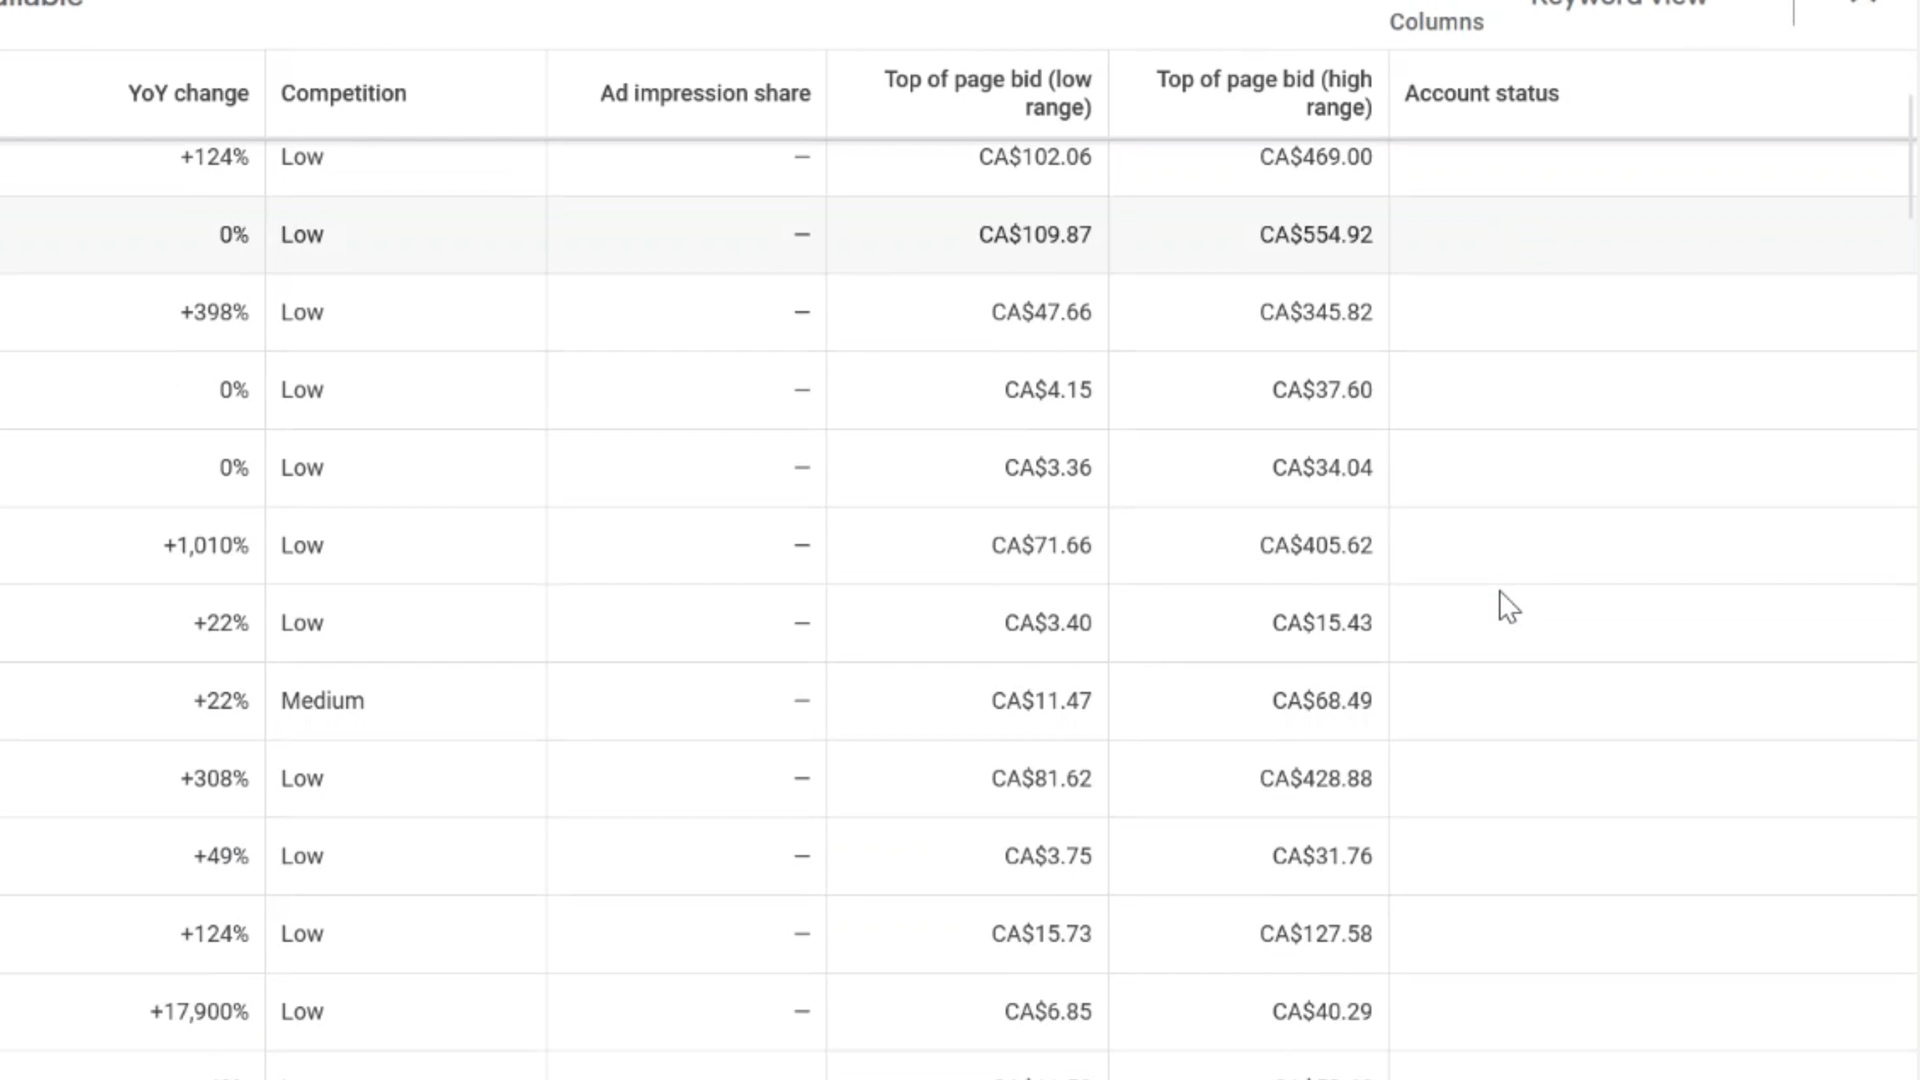 Columns
YoY change Competition Ad impression share Top of page bid (low range) Top of page bid (high range) Account status
+124% Low — CA$102.06 CA$469.00
0% Low — CA$109.87 CA$554.92
+398% Low — CA$47.66 CA$345.82
0% Low — CA$4.15 CA$37.60
0% Low — CA$3.36 CA$34.04
+1,010% Low — CA$71.66 CA$405.62
+22% Low — CA$3.40 CA$15.43
+22% Medium — CA$11.47 CA$68.49
+308% Low — CA$81.62 CA$428.88
+49% Low — CA$3.75 CA$31.76
+124% Low — CA$15.73 CA$127.58
+17,900% Low — CA$6.85 CA$40.29